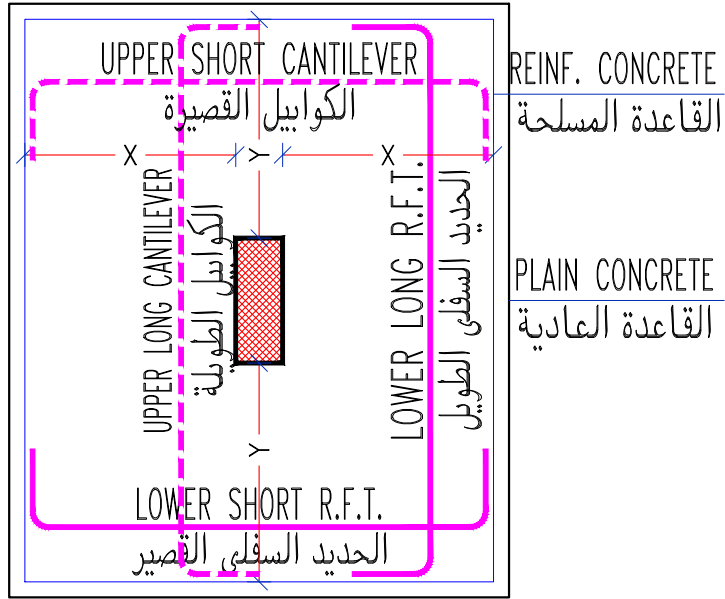 UPPER SHORT CANTILEVER
الكوابيل القصيرة
REINF. CONCRETE
القاعدة المسلحة
X
Y
X
UPPER LONG CANTILEVER
الكوابيل الطويلة
LOWER LONG R.F.T.
الحديد السفلى الطويل
PLAIN CONCRETE
القاعدة العادية
Y
LOWER SHORT R.F.T.
الحديد السفلى القصير